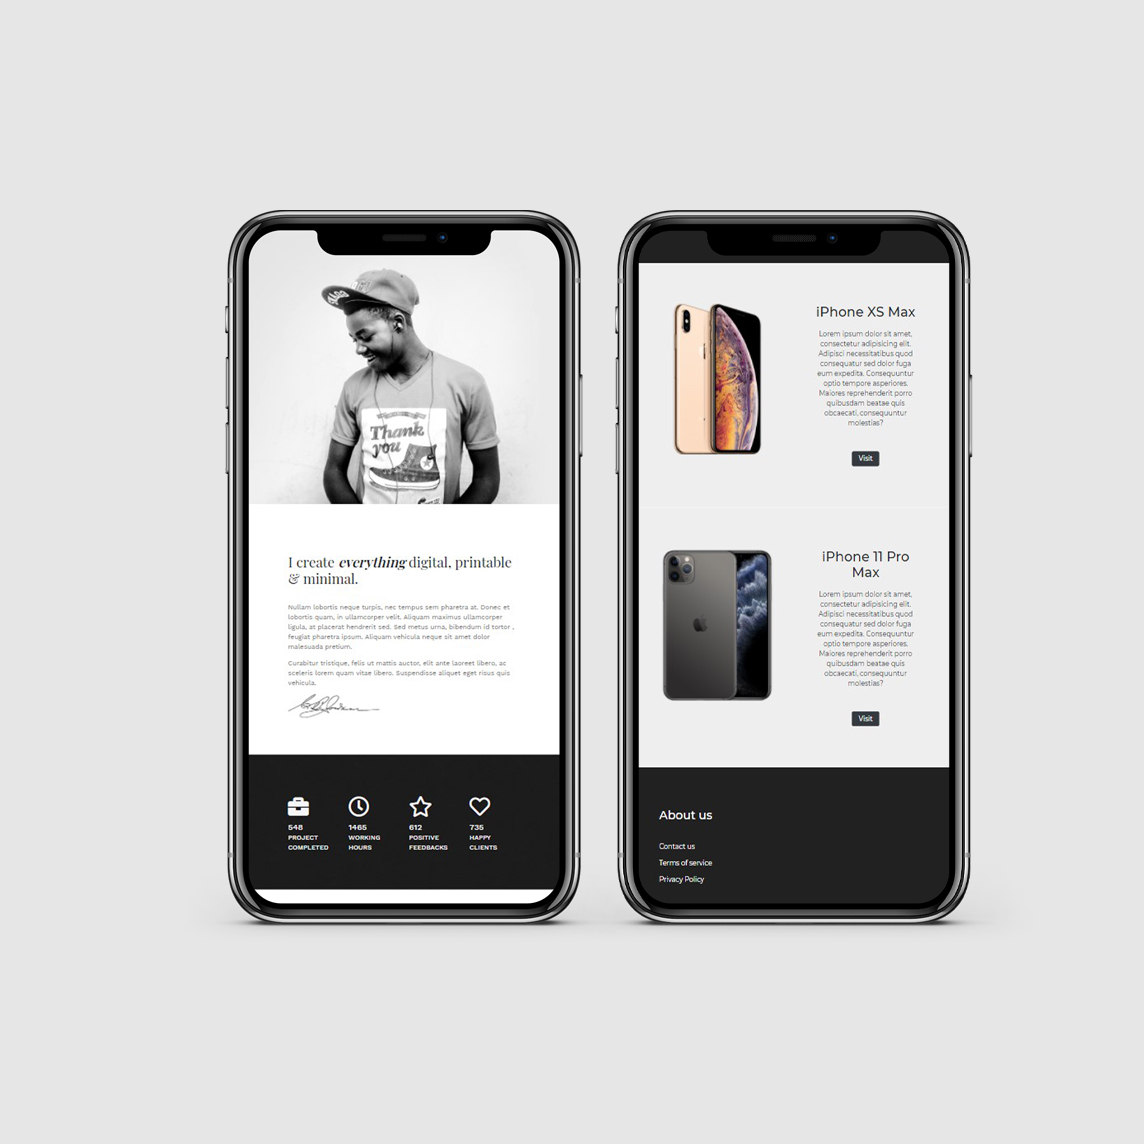 Thank
you
I create everything digital, printable
& minimal.
Nullam lobortis neque turpis, nec tempus sem pharetra at. Donec et
lobortis quam, in ullamcorper velit. Aliquam maximus ullamcorper
ligula, at placerat hendrerit sed. Sed metus urna, bibendum id tortor ,
feugiat pharetra ipsum. Aliquam vehicula neque sit amet dolor
malesuada pretium.
Curabitur tristique, felis ut mattis auctor, elit ante laoreet libero, ac
sceleris lorem quam vitae libero. Suspendisse aliquet eget risus quis
vehicula.
548
PROJECT
COMPLETED
1465
WORKING
HOURS
612
POSITIVE
FEEDBACKS
735
HAPPY
CLIENTS
iPhone XS Max
Lorem ipsum dolor sit amet,
consectetur adipisicing elit.
Adipisci necessitatibus quod
consequatur sed dolor fuga
eum expedita. Consequuntur
optio tempore asperiores.
Maiores reprehenderit porro
quibusdam beatae quis
obcaecati, consequuntur
molestias?
Visit
iPhone 11 Pro
Max
Lorem ipsum dolor sit amet,
consectetur adipisicing elit.
Adipisci necessitatibus quod
consequatur sed dolor fuga
eum expedita. Consequuntur
optio tempore asperiores.
Maiores reprehenderit porro
quibusdam beatae quis
obcaecati, consequuntur
molestias?
Visit
About us
Contact us
Terms of service
Privacy Policy